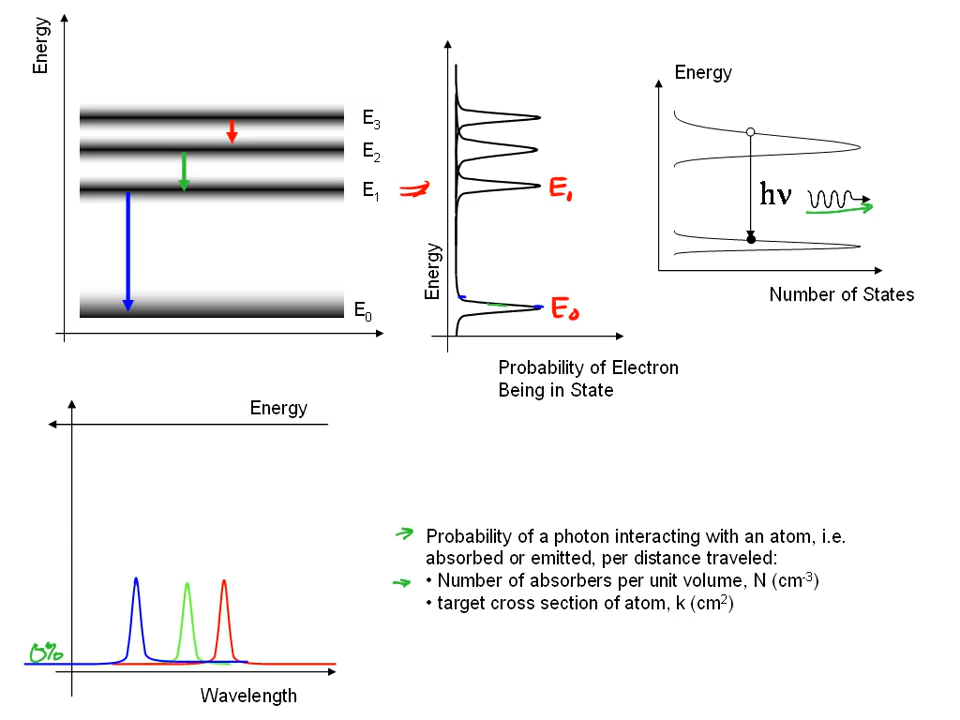 Energy
E3
E2
E1
E0
Energy
E1
E0
Probability of Electron
Being in State
Energy
hν
Number of States
Energy
0%
Wavelength
Probability of a photon interacting with an atom, i.e.
absorbed or emitted, per distance traveled:
• Number of absorbers per unit volume, N (cm-3)
• target cross section of atom, k (cm2)